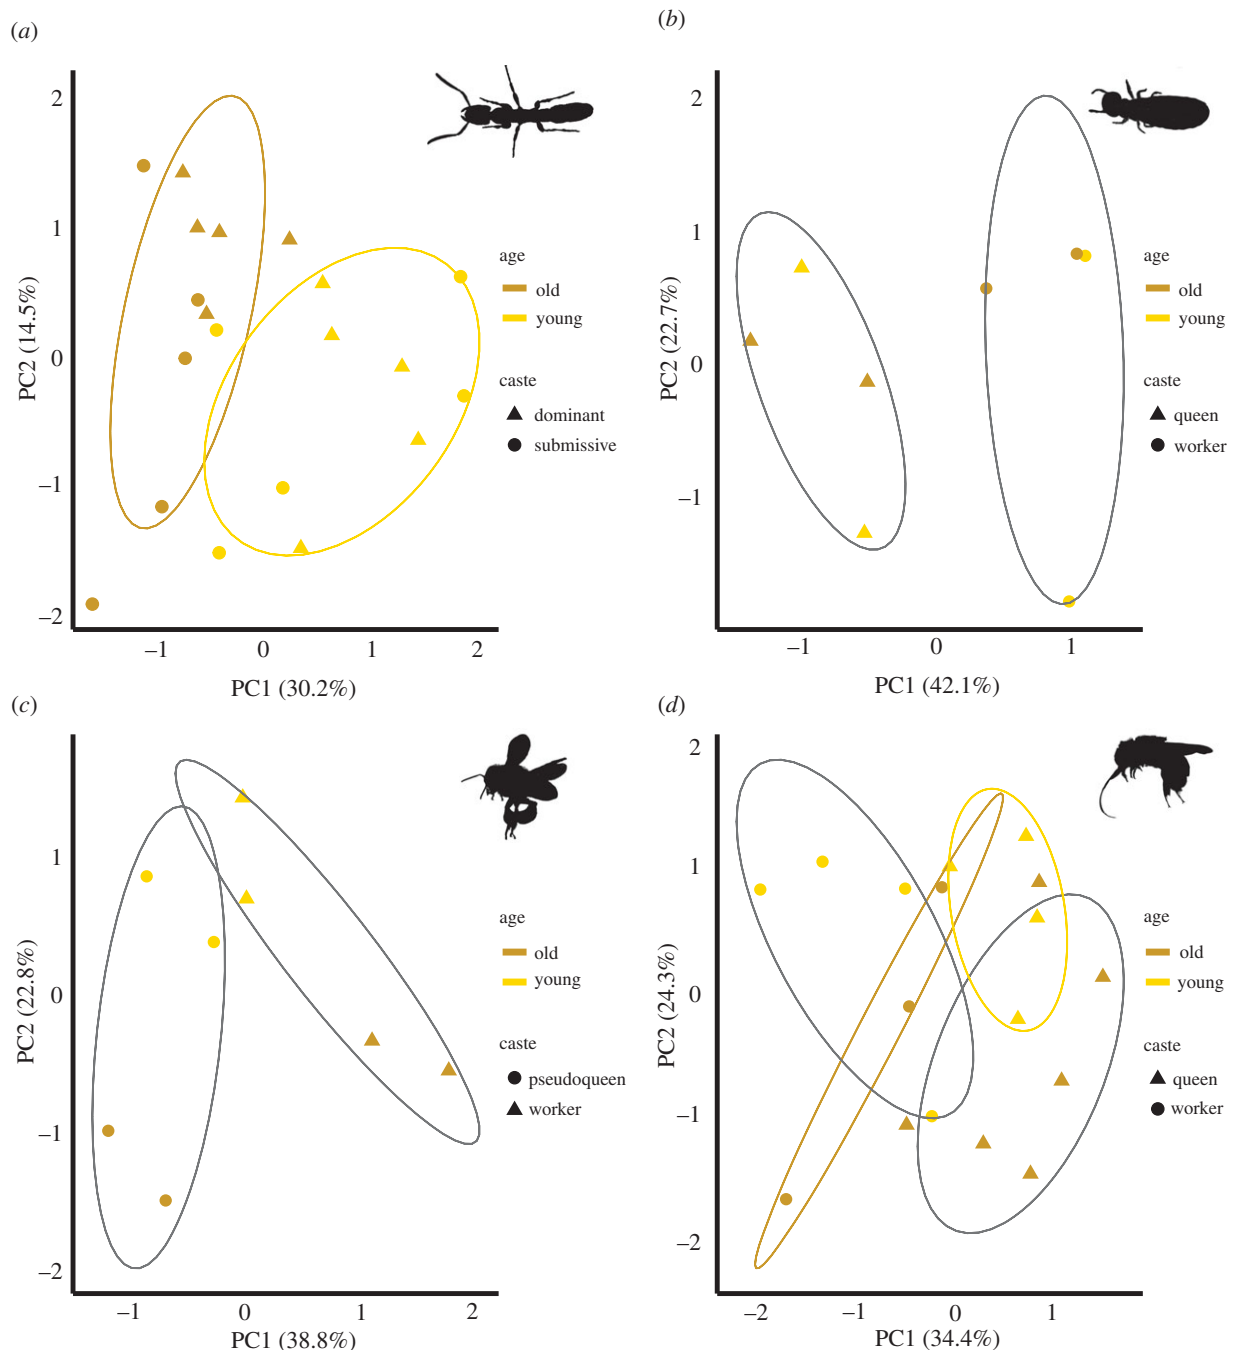 (a)
2
1
0
–1
–2
PC2 (14.5%)
–1 0 1 2
PC1 (30.2%)
age
old
young
caste
dominant
submissive
(b)
2
1
0
–1
PC2 (22.7%)
–1 0 1
PC1 (42.1%)
age
old
young
caste
queen
worker
(c)
1
0
–1
–2
PC2 (22.8%)
–1 0 1 2
PC1 (38.8%)
age
old
young
caste
pseudoqueen
worker
(d)
2
1
0
–1
–2
PC2 (24.3%)
–2 –1 0 1
PC1 (34.4%)
age
old
young
caste
queen
worker